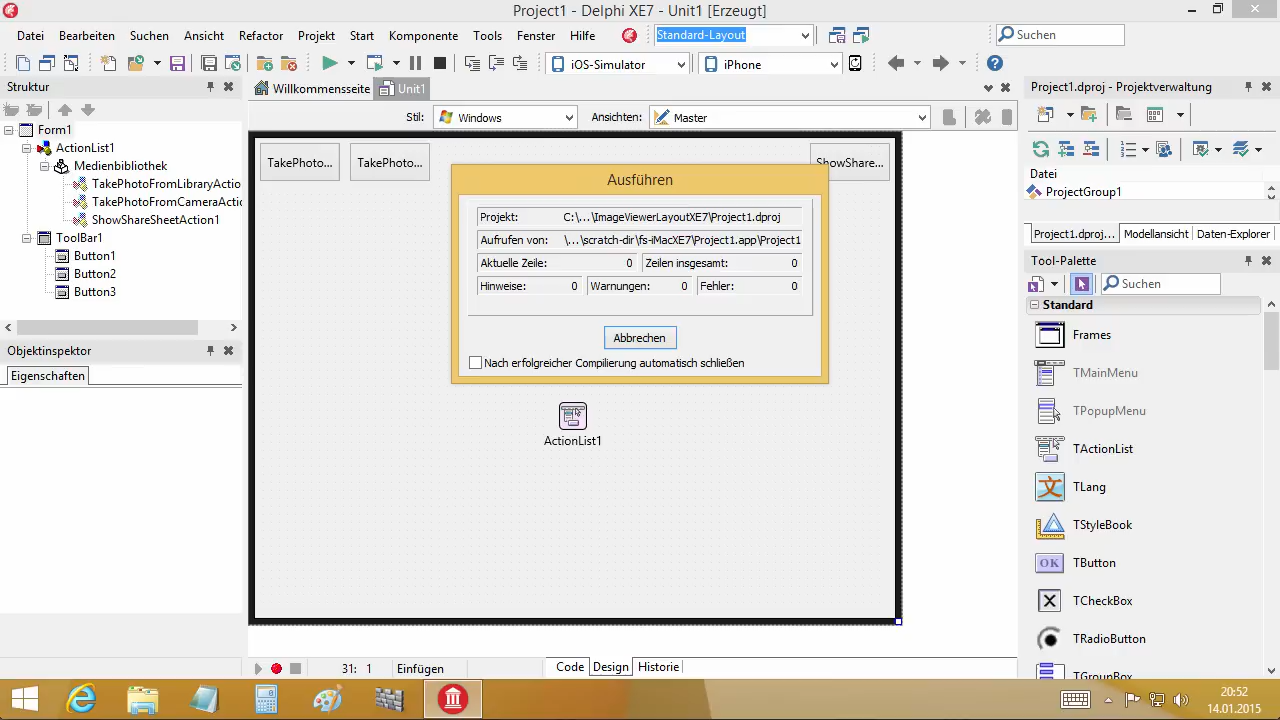 Project1 - Delphi XE7 - Unit1 [Erzeugt]
Datei Bearbeiten Suchen Ansicht Refactor Projekt Start Komponente Tools Fenster Hilfe
Standard-Layout
Suchen
iOS-Simulator
iPhone
Struktur
Willkommensseite
Unit1
Project1.dproj - Projektverwaltung
Stil:
Windows
Ansichten:
Master
Form1
ActionList1
Medienbibliothek
TakePhotoFromLibraryActio
TakePhotoFromCameraActi
ShowShareSheetAction1
ToolBar1
Button1
Button2
Button3
TakePhoto...
TakePhoto...
ShowShare...
Ausführen
Projekt: C:\...\ImageViewerLayoutXE7\Project1.dproj
Aufrufen von: \...\scratch-dir\fs-iMacXE7\Project1.app\Project1
Aktuelle Zeile: 0 Zeilen insgesamt: 0
Hinweise: 0 Warnungen: 0 Fehler: 0
Abbrechen
Nach erfolgreicher Compilierung automatisch schließen
ActionList1
Datei
ProjectGroup1
Project1.dproj...
Modellansicht
Daten-Explorer
Tool-Palette
Suchen
Standard
Frames
TMainMenu
TPopupMenu
TActionList
文
TLang
TStyleBook
OK
TButton
TCheckBox
TRadioButton
TGroupBox
Objektinspektor
Eigenschaften
31: 1
Einfügen
Code
Design
Historie
20:52
14.01.2015